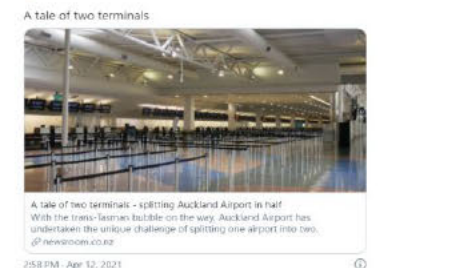 A tale of two terminals
A tale of two terminals - splitting Auckland Airport in half
With the trans-Tasman bubble on the way, Auckland Airport has
undertaken the unique challenge of splitting one airport into two.
newsroom.co.nz
2:58 PM · Apr 12, 2021